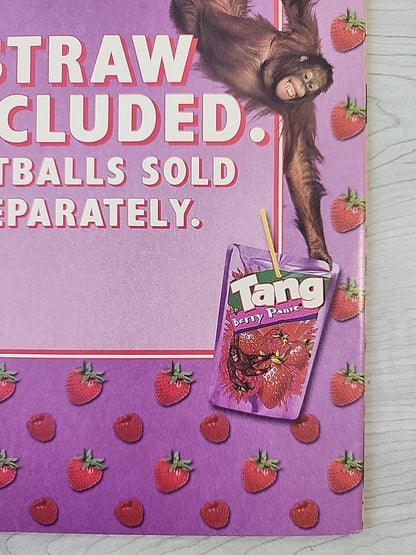 STRAW
CLUDED.
TBALLS SOLD
EPARATELY.
Tang
Berry Panic